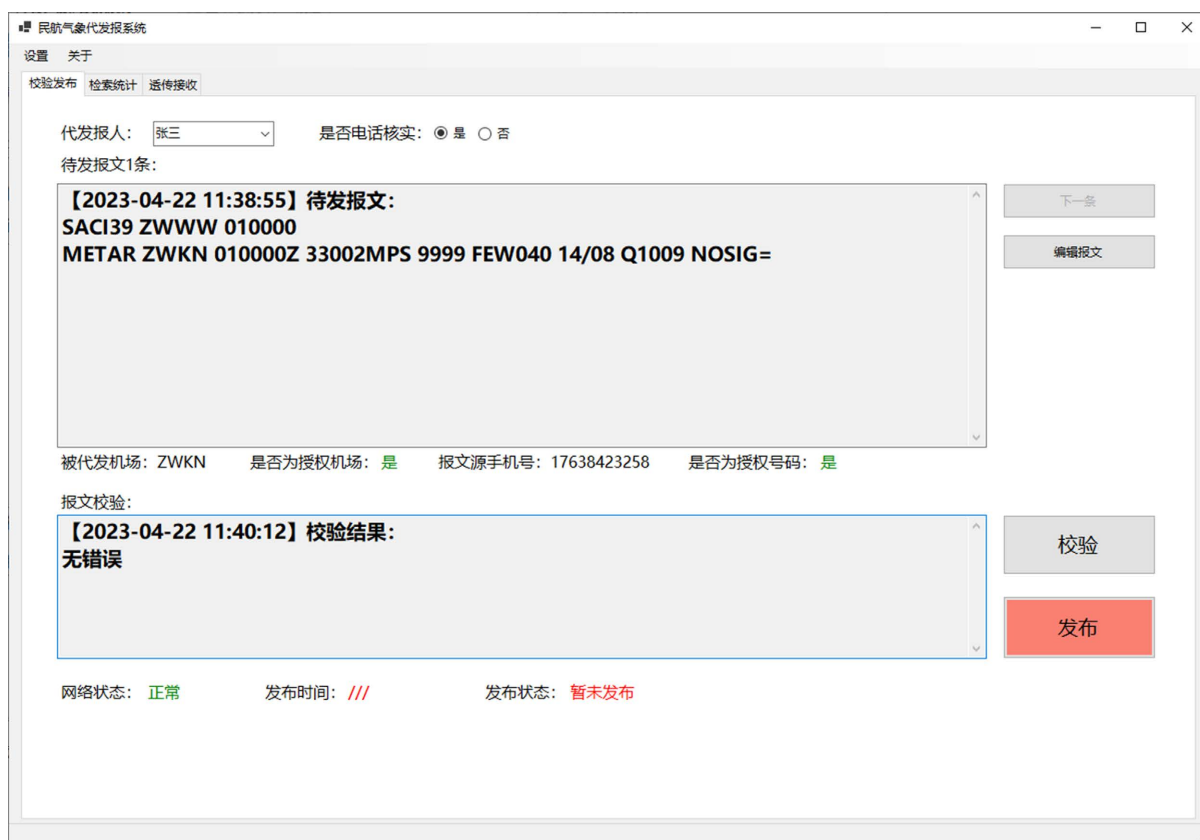 民航气象代发报系统
设置 关于
校验发布 检索统计 透传接收
代发报人： 张三 是否电话核实： 是 否
待发报文1条：
【2023-04-22 11:38:55】待发报文：
SACI39 ZWWW 010000
METAR ZWKN 010000Z 33002MPS 9999 FEW040 14/08 Q1009 NOSIG=
下一条
编辑报文
被代发机场：ZWKN 是否为授权机场：是 报文源手机号：17638423258 是否为授权号码：是
报文校验：
【2023-04-22 11:40:12】校验结果：
无错误
校验
发布
网络状态： 正常 发布时间：/// 发布状态： 暂未发布